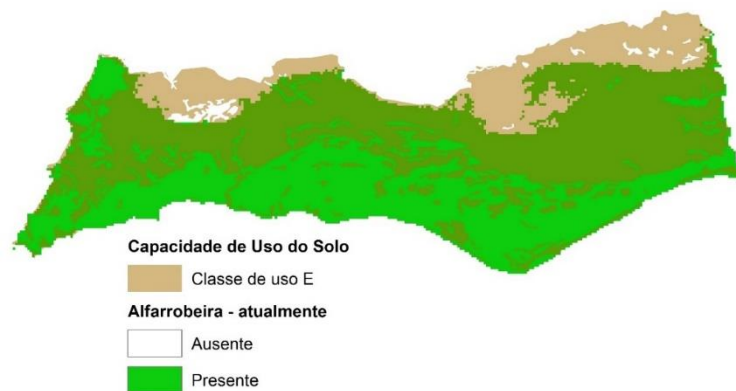 Capacidade de Uso do Solo
Classe de uso E
Alfarrobeira - atualmente
Ausente
Presente